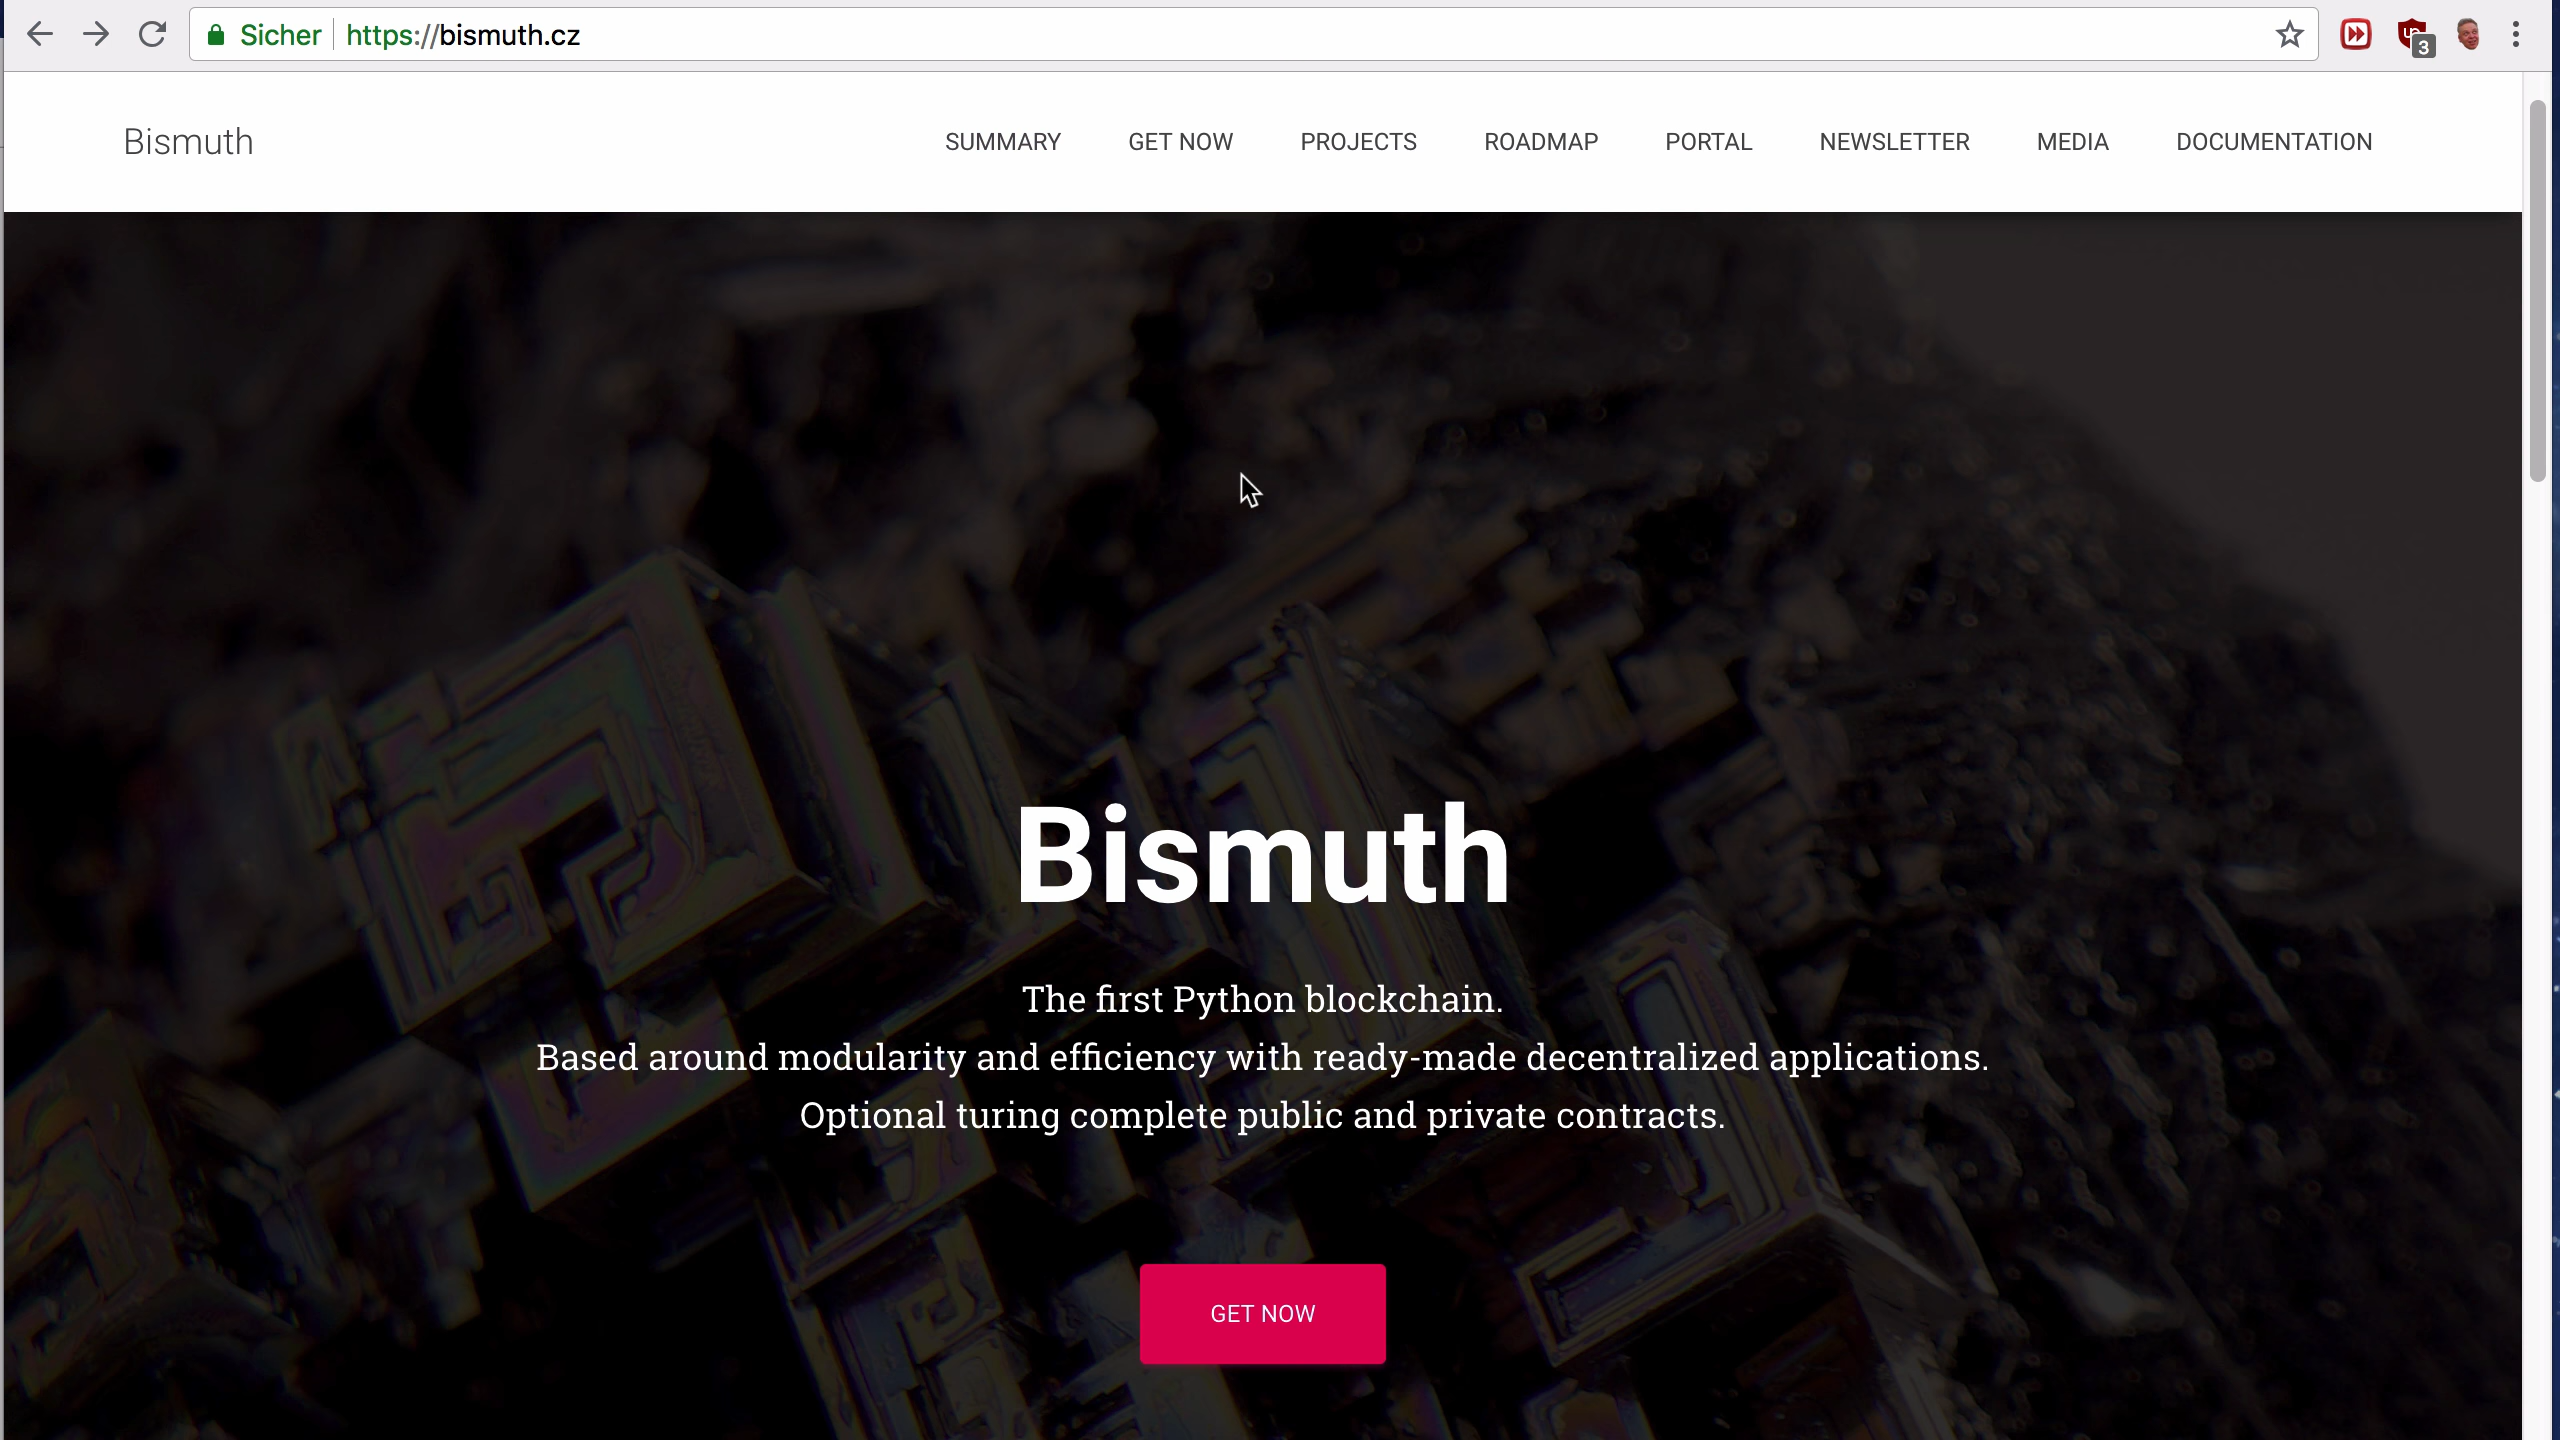 Sicher https://bismuth.cz
3
Bismuth SUMMARY GET NOW PROJECTS ROADMAP PORTAL NEWSLETTER MEDIA DOCUMENTATION
Bismuth
The first Python blockchain.
Based around modularity and efficiency with ready-made decentralized applications.
Optional turing complete public and private contracts.
GET NOW